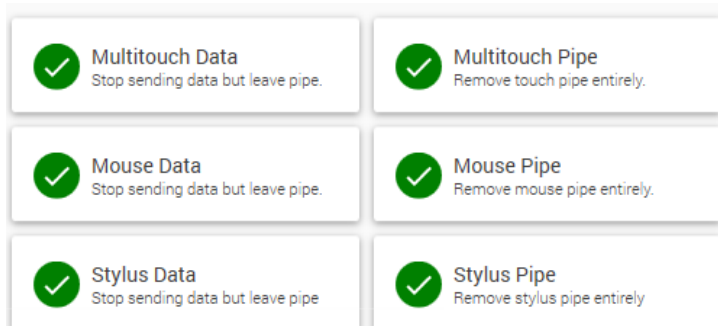 Multitouch Data
Stop sending data but leave pipe.
Multitouch Pipe
Remove touch pipe entirely.
Mouse Data
Stop sending data but leave pipe.
Mouse Pipe
Remove mouse pipe entirely.
Stylus Data
Stop sending data but leave pipe
Stylus Pipe
Remove stylus pipe entirely